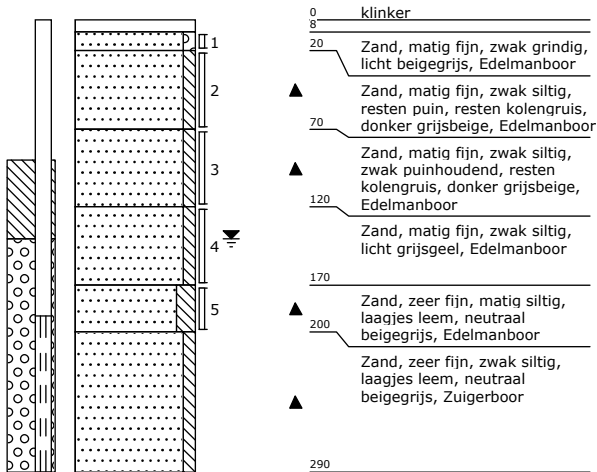 0 klinker
8
1
20 Zand, matig fijn, zwak grindig,
licht beigegrijs, Edelmanboor
2
Zand, matig fijn, zwak siltig,
resten puin, resten kolengruis,
donker grijsbeige, Edelmanboor
70
Zand, matig fijn, zwak siltig,
zwak puinhoudend, resten
kolengruis, donker grijsbeige,
Edelmanboor
3
120
Zand, matig fijn, zwak siltig,
licht grijsgeel, Edelmanboor
4
170
Zand, zeer fijn, matig siltig,
laagjes leem, neutraal
beigegrijs, Edelmanboor
5
200
Zand, zeer fijn, zwak siltig,
laagjes leem, neutraal
beigegrijs, Zuigerboor
290